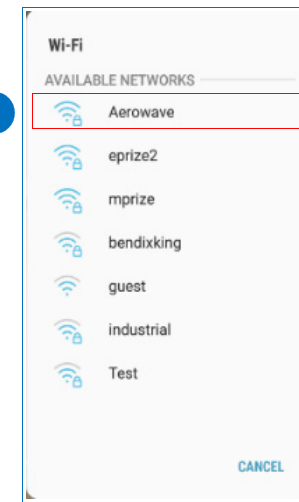 Wi-Fi
AVAILABLE NETWORKS
Aerowave
eprize2
mprize
bendixking
guest
industrial
Test
CANCEL